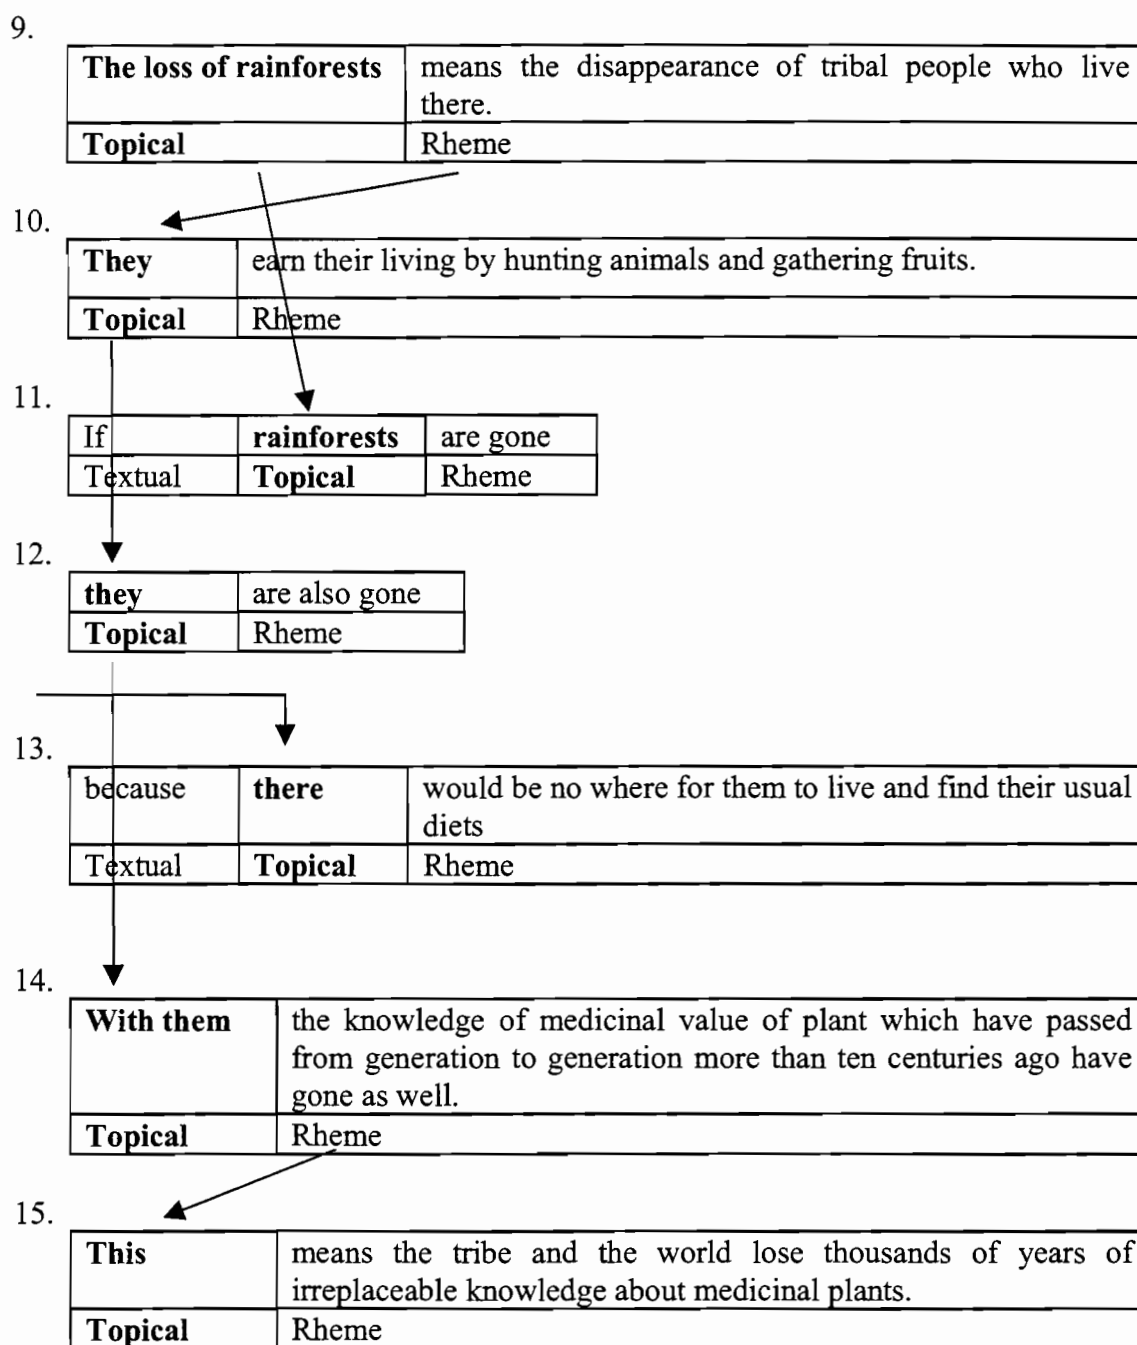 9.
The loss of rainforests means the disappearance of tribal people who live
there.
Topical Rheme
10.
They earn their living by hunting animals and gathering fruits.
Topical Rheme
11.
If rainforests are gone
Textual Topical Rheme
12.
they are also gone
Topical Rheme
13.
because there would be no where for them to live and find their usual
diets
Textual Topical Rheme
14.
With them the knowledge of medicinal value of plant which have passed
from generation to generation more than ten centuries ago have
gone as well.
Topical Rheme
15.
This means the tribe and the world lose thousands of years of
irreplaceable knowledge about medicinal plants.
Topical Rheme